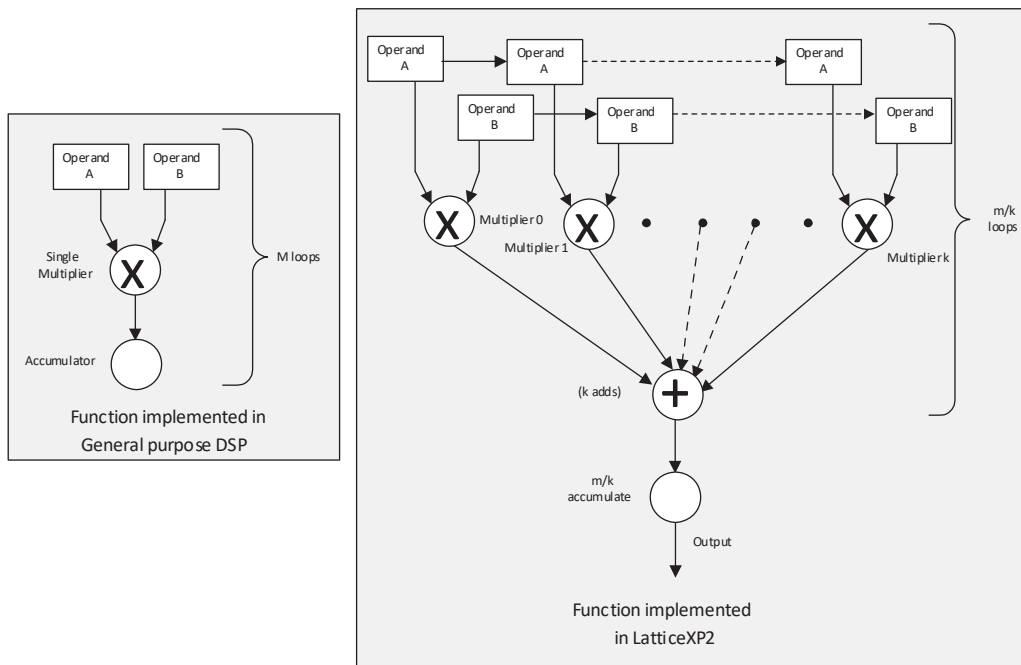 Operand
A
Operand
B
Single
Multiplier
X
M loops
Accumulator
Function implemented in
General purpose DSP
Operand
A
Operand
A
Operand
A
Operand
B
Operand
B
Operand
B
X
Multiplier 0
X
Multiplier 1
X
Multiplier k
m/k
loops
(k adds)
+
m/k
accumulate
Output
Function implemented
in LatticeXP2